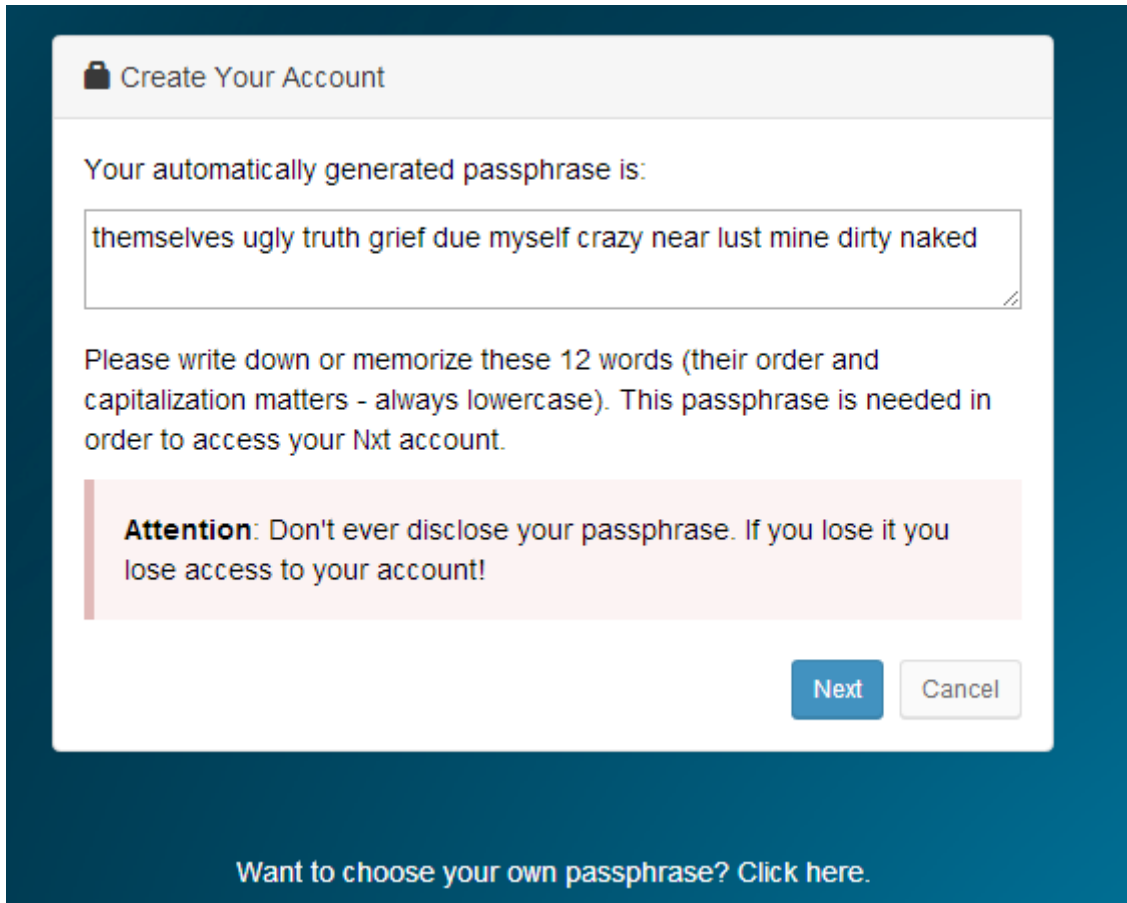 Create Your Account
Your automatically generated passphrase is:
themselves ugly truth grief due myself crazy near lust mine dirty naked
Please write down or memorize these 12 words (their order and
capitalization matters - always lowercase). This passphrase is needed in
order to access your Nxt account.
Attention: Don't ever disclose your passphrase. If you lose it you
lose access to your account!
Next Cancel
Want to choose your own passphrase? Click here.